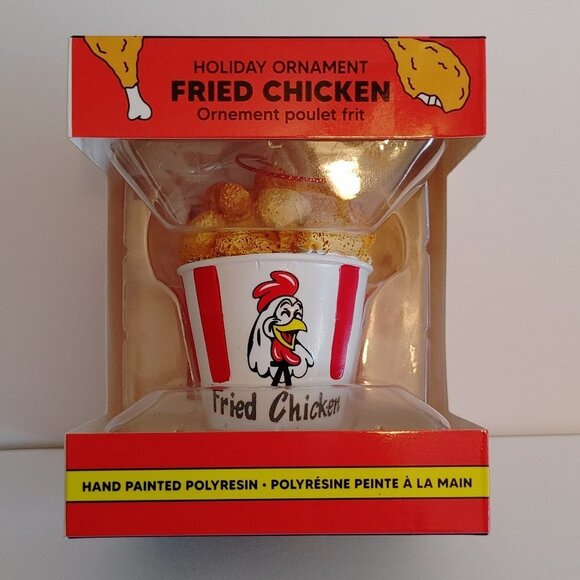 HOLIDAY ORNAMENT
FRIED CHICKEN
Ornement poulet frit
Fried Chicken
HAND PAINTED POLYRESIN • POLYRÉSINE PEINTE À LA MAIN